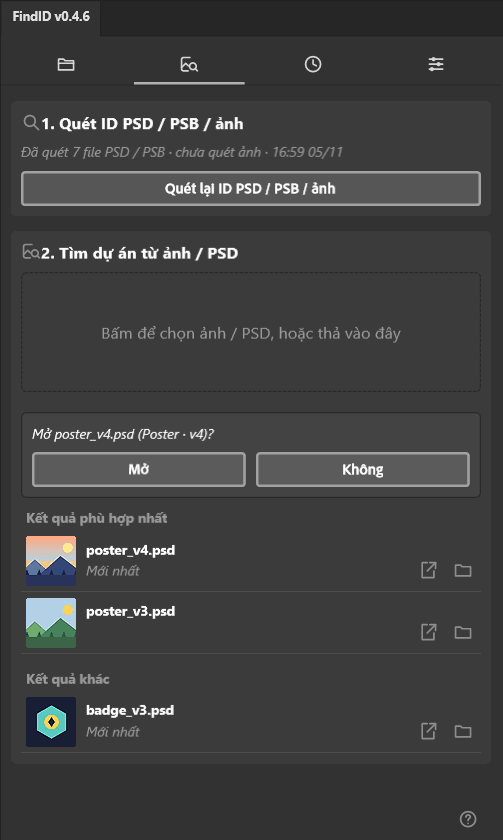 FindID v0.4.6
1. Quét ID PSD / PSB / ảnh
Đã quét 7 file PSD / PSB · chưa quét ảnh · 16:59 05/11
Quét lại ID PSD / PSB / ảnh
2. Tìm dự án từ ảnh / PSD
Bấm để chọn ảnh / PSD, hoặc thả vào đây
Mở poster_v4.psd (Poster · v4)?
Mở
Không
Kết quả phù hợp nhất
poster_v4.psd
Mới nhất
poster_v3.psd
Kết quả khác
badge_v3.psd
Mới nhất